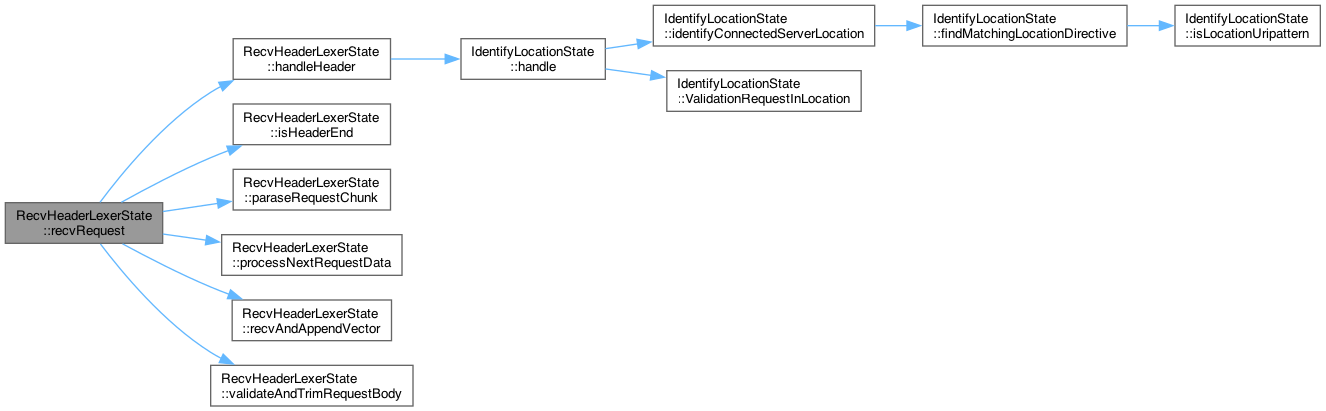 RecvHeaderLexerState
::recvRequest
RecvHeaderLexerState
::handleHeader
IdentifyLocationState
::handle
IdentifyLocationState
::identifyConnectedServerLocation
IdentifyLocationState
::findMatchingLocationDirective
IdentifyLocationState
::isLocationUripattern
IdentifyLocationState
::ValidationRequestInLocation
RecvHeaderLexerState
::isHeaderEnd
RecvHeaderLexerState
::paraseRequestChunk
RecvHeaderLexerState
::processNextRequestData
RecvHeaderLexerState
::recvAndAppendVector
RecvHeaderLexerState
::validateAndTrimRequestBody